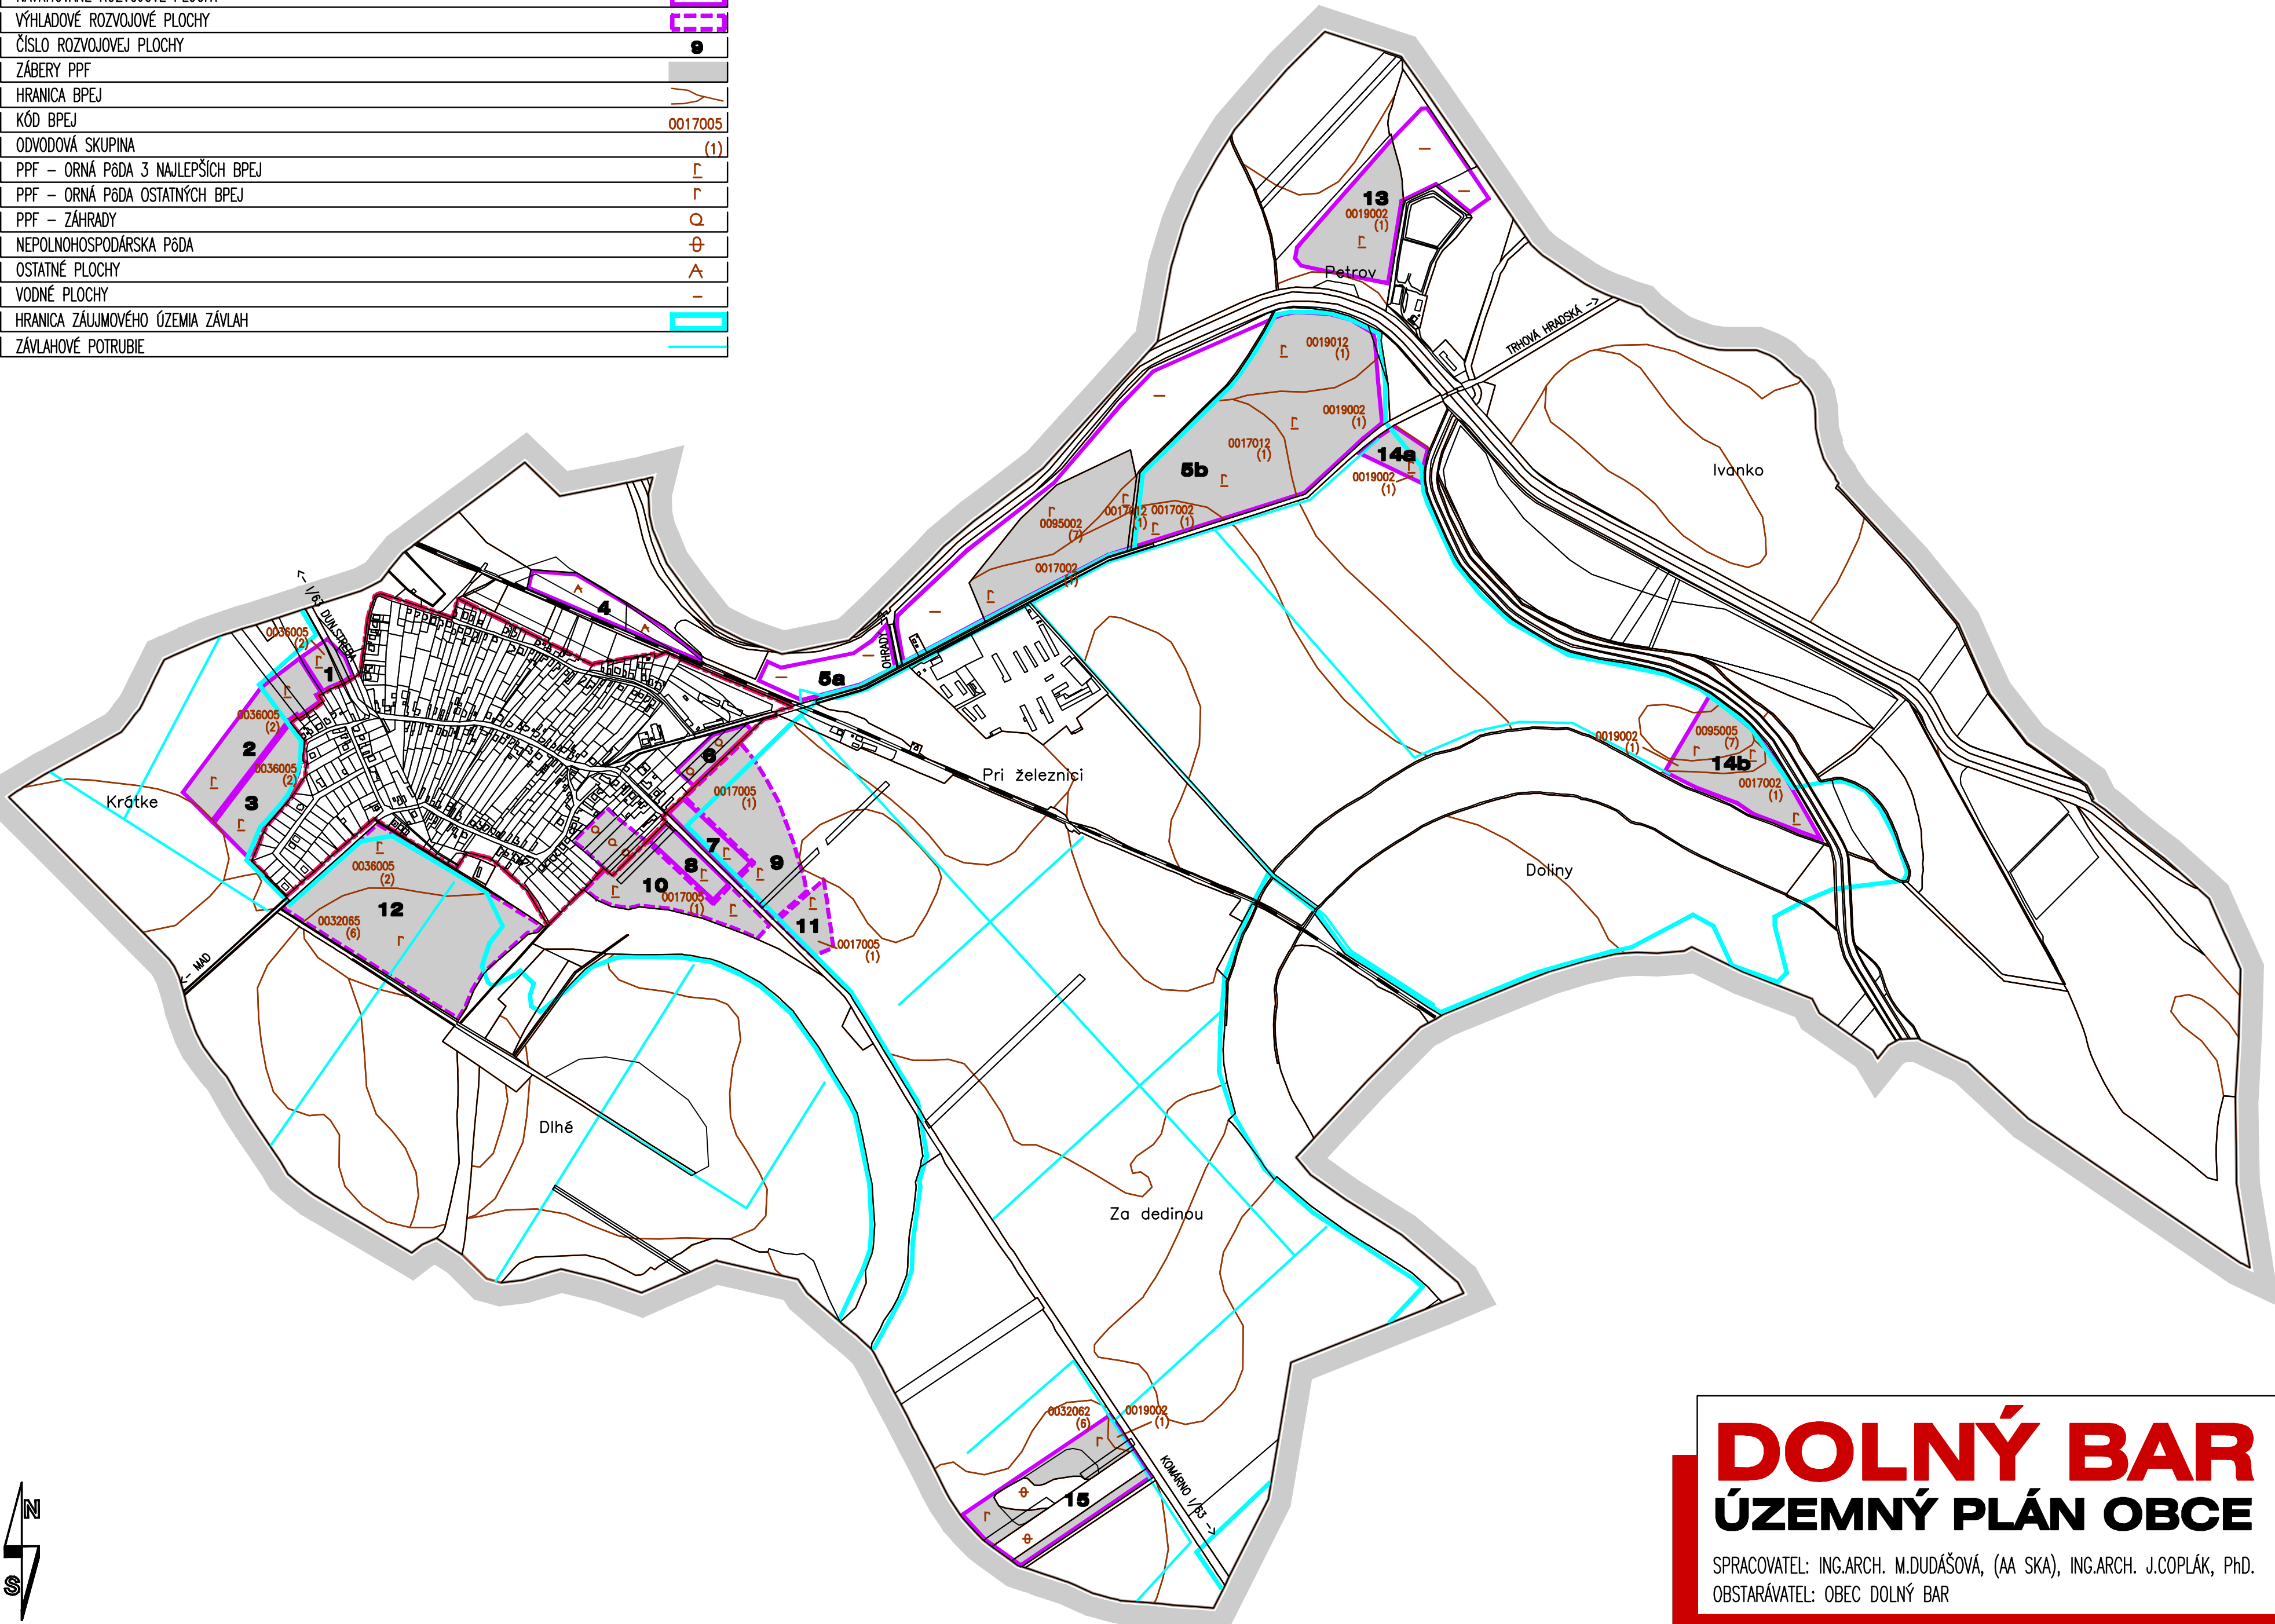 VÝHLADOVÉ ROZVOJOVÉ PLOCHY
ČÍSLO ROZVOJOVEJ PLOCHY 9
ZÁBERY PPF
HRANICA BPEJ
KÓD BPEJ 0017005
ODVODOVÁ SKUPINA (1)
PPF – ORNÁ PôDA 3 NAJLEPŠÍCH BPEJ
PPF – ORNÁ PôDA OSTATNÝCH BPEJ
PPF – ZÁHRADY
NEPOLNOHOSPODÁRSKA PôDA
OSTATNÉ PLOCHY
VODNÉ PLOCHY
HRANICA ZÁUJMOVÉHO ÚZEMIA ZÁVLAH
ZÁVLAHOVÉ POTRUBIE
13
0019002
(1)
Petrov
TRHOVÁ HRADSKÁ ->
0019012
(1)
0019002
(1)
0017012
(1)
5b
14a
0019002
(1)
Ivanko
0095002
(7)
0017012
(1)
0017002
(1)
0017002
(1)
<- I/63 DUN.STREDA
4
OHRADY
5a
0036005
(2)
1
0036005
(2)
2
0036005
(2)
3
Krátke
6
0017005
(1)
7
8
9
10
0017005
(1)
11
0017005
(1)
0036005
(2)
12
0032065
(6)
<- MAD
Pri železnici
0019002
(1)
0095005
(7)
14b
0017002
(1)
Doliny
Dlhé
Za dedinou
0032062
(6)
0019002
(1)
15
KOMÁRNO I/63 ->
N
S
DOLNÝ BAR
ÚZEMNÝ PLÁN OBCE
SPRACOVATEL: ING.ARCH. M.DUDÁŠOVÁ, (AA SKA), ING.ARCH. J.COPLÁK, PhD.
OBSTARÁVATEL: OBEC DOLNÝ BAR